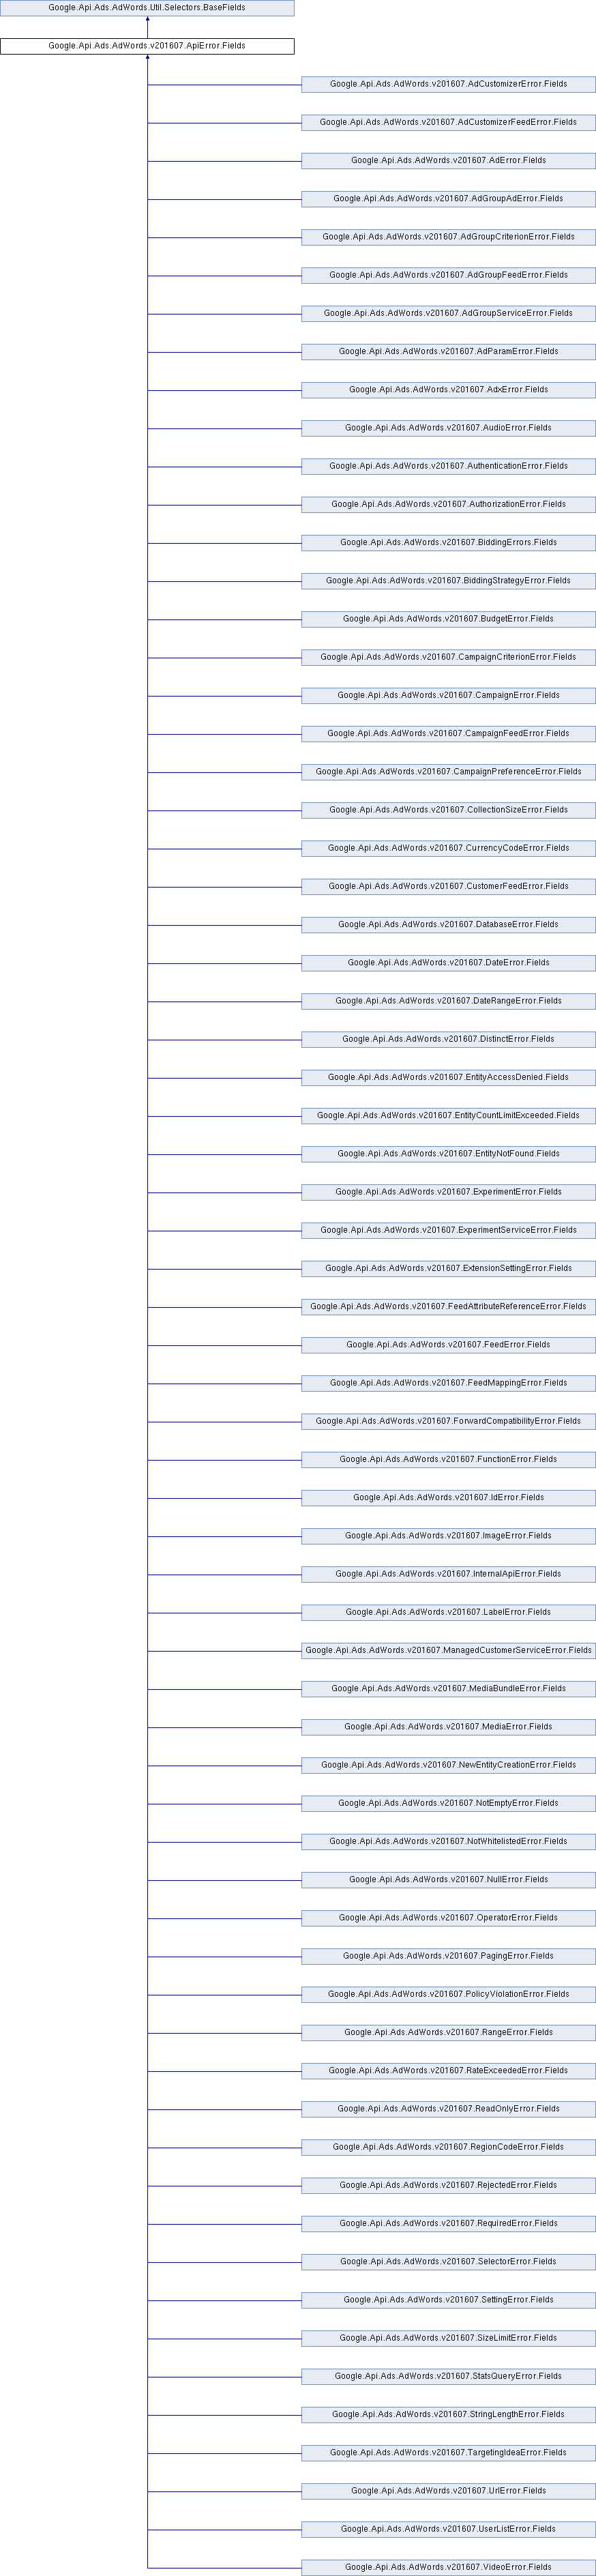 Google.Api.Ads.AdWords.Util.Selectors.BaseFields
Google.Api.Ads.AdWords.v201607.ApiError.Fields
Google.Api.Ads.AdWords.v201607.AdCustomizerError.Fields
Google.Api.Ads.AdWords.v201607.AdCustomizerFeedError.Fields
Google.Api.Ads.AdWords.v201607.AdError.Fields
Google.Api.Ads.AdWords.v201607.AdGroupAdError.Fields
Google.Api.Ads.AdWords.v201607.AdGroupCriterionError.Fields
Google.Api.Ads.AdWords.v201607.AdGroupFeedError.Fields
Google.Api.Ads.AdWords.v201607.AdGroupServiceError.Fields
Google.Api.Ads.AdWords.v201607.AdParamError.Fields
Google.Api.Ads.AdWords.v201607.AdxError.Fields
Google.Api.Ads.AdWords.v201607.AudioError.Fields
Google.Api.Ads.AdWords.v201607.AuthenticationError.Fields
Google.Api.Ads.AdWords.v201607.AuthorizationError.Fields
Google.Api.Ads.AdWords.v201607.BiddingErrors.Fields
Google.Api.Ads.AdWords.v201607.BiddingStrategyError.Fields
Google.Api.Ads.AdWords.v201607.BudgetError.Fields
Google.Api.Ads.AdWords.v201607.CampaignCriterionError.Fields
Google.Api.Ads.AdWords.v201607.CampaignError.Fields
Google.Api.Ads.AdWords.v201607.CampaignFeedError.Fields
Google.Api.Ads.AdWords.v201607.CampaignPreferenceError.Fields
Google.Api.Ads.AdWords.v201607.CollectionSizeError.Fields
Google.Api.Ads.AdWords.v201607.CurrencyCodeError.Fields
Google.Api.Ads.AdWords.v201607.CustomerFeedError.Fields
Google.Api.Ads.AdWords.v201607.DatabaseError.Fields
Google.Api.Ads.AdWords.v201607.DateError.Fields
Google.Api.Ads.AdWords.v201607.DateRangeError.Fields
Google.Api.Ads.AdWords.v201607.DistinctError.Fields
Google.Api.Ads.AdWords.v201607.EntityAccessDenied.Fields
Google.Api.Ads.AdWords.v201607.EntityCountLimitExceeded.Fields
Google.Api.Ads.AdWords.v201607.EntityNotFound.Fields
Google.Api.Ads.AdWords.v201607.ExperimentError.Fields
Google.Api.Ads.AdWords.v201607.ExperimentServiceError.Fields
Google.Api.Ads.AdWords.v201607.ExtensionSettingError.Fields
Google.Api.Ads.AdWords.v201607.FeedAttributeReferenceError.Fields
Google.Api.Ads.AdWords.v201607.FeedError.Fields
Google.Api.Ads.AdWords.v201607.FeedMappingError.Fields
Google.Api.Ads.AdWords.v201607.ForwardCompatibilityError.Fields
Google.Api.Ads.AdWords.v201607.FunctionError.Fields
Google.Api.Ads.AdWords.v201607.IdError.Fields
Google.Api.Ads.AdWords.v201607.ImageError.Fields
Google.Api.Ads.AdWords.v201607.InternalApiError.Fields
Google.Api.Ads.AdWords.v201607.LabelError.Fields
Google.Api.Ads.AdWords.v201607.ManagedCustomerServiceError.Fields
Google.Api.Ads.AdWords.v201607.MediaBundleError.Fields
Google.Api.Ads.AdWords.v201607.MediaError.Fields
Google.Api.Ads.AdWords.v201607.NewEntityCreationError.Fields
Google.Api.Ads.AdWords.v201607.NotEmptyError.Fields
Google.Api.Ads.AdWords.v201607.NotWhitelistedError.Fields
Google.Api.Ads.AdWords.v201607.NullError.Fields
Google.Api.Ads.AdWords.v201607.OperatorError.Fields
Google.Api.Ads.AdWords.v201607.PagingError.Fields
Google.Api.Ads.AdWords.v201607.PolicyViolationError.Fields
Google.Api.Ads.AdWords.v201607.RangeError.Fields
Google.Api.Ads.AdWords.v201607.RateExceededError.Fields
Google.Api.Ads.AdWords.v201607.ReadOnlyError.Fields
Google.Api.Ads.AdWords.v201607.RegionCodeError.Fields
Google.Api.Ads.AdWords.v201607.RejectedError.Fields
Google.Api.Ads.AdWords.v201607.RequiredError.Fields
Google.Api.Ads.AdWords.v201607.SelectorError.Fields
Google.Api.Ads.AdWords.v201607.SettingError.Fields
Google.Api.Ads.AdWords.v201607.SizeLimitError.Fields
Google.Api.Ads.AdWords.v201607.StatsQueryError.Fields
Google.Api.Ads.AdWords.v201607.StringLengthError.Fields
Google.Api.Ads.AdWords.v201607.TargetingIdeaError.Fields
Google.Api.Ads.AdWords.v201607.UrlError.Fields
Google.Api.Ads.AdWords.v201607.UserListError.Fields
Google.Api.Ads.AdWords.v201607.VideoError.Fields